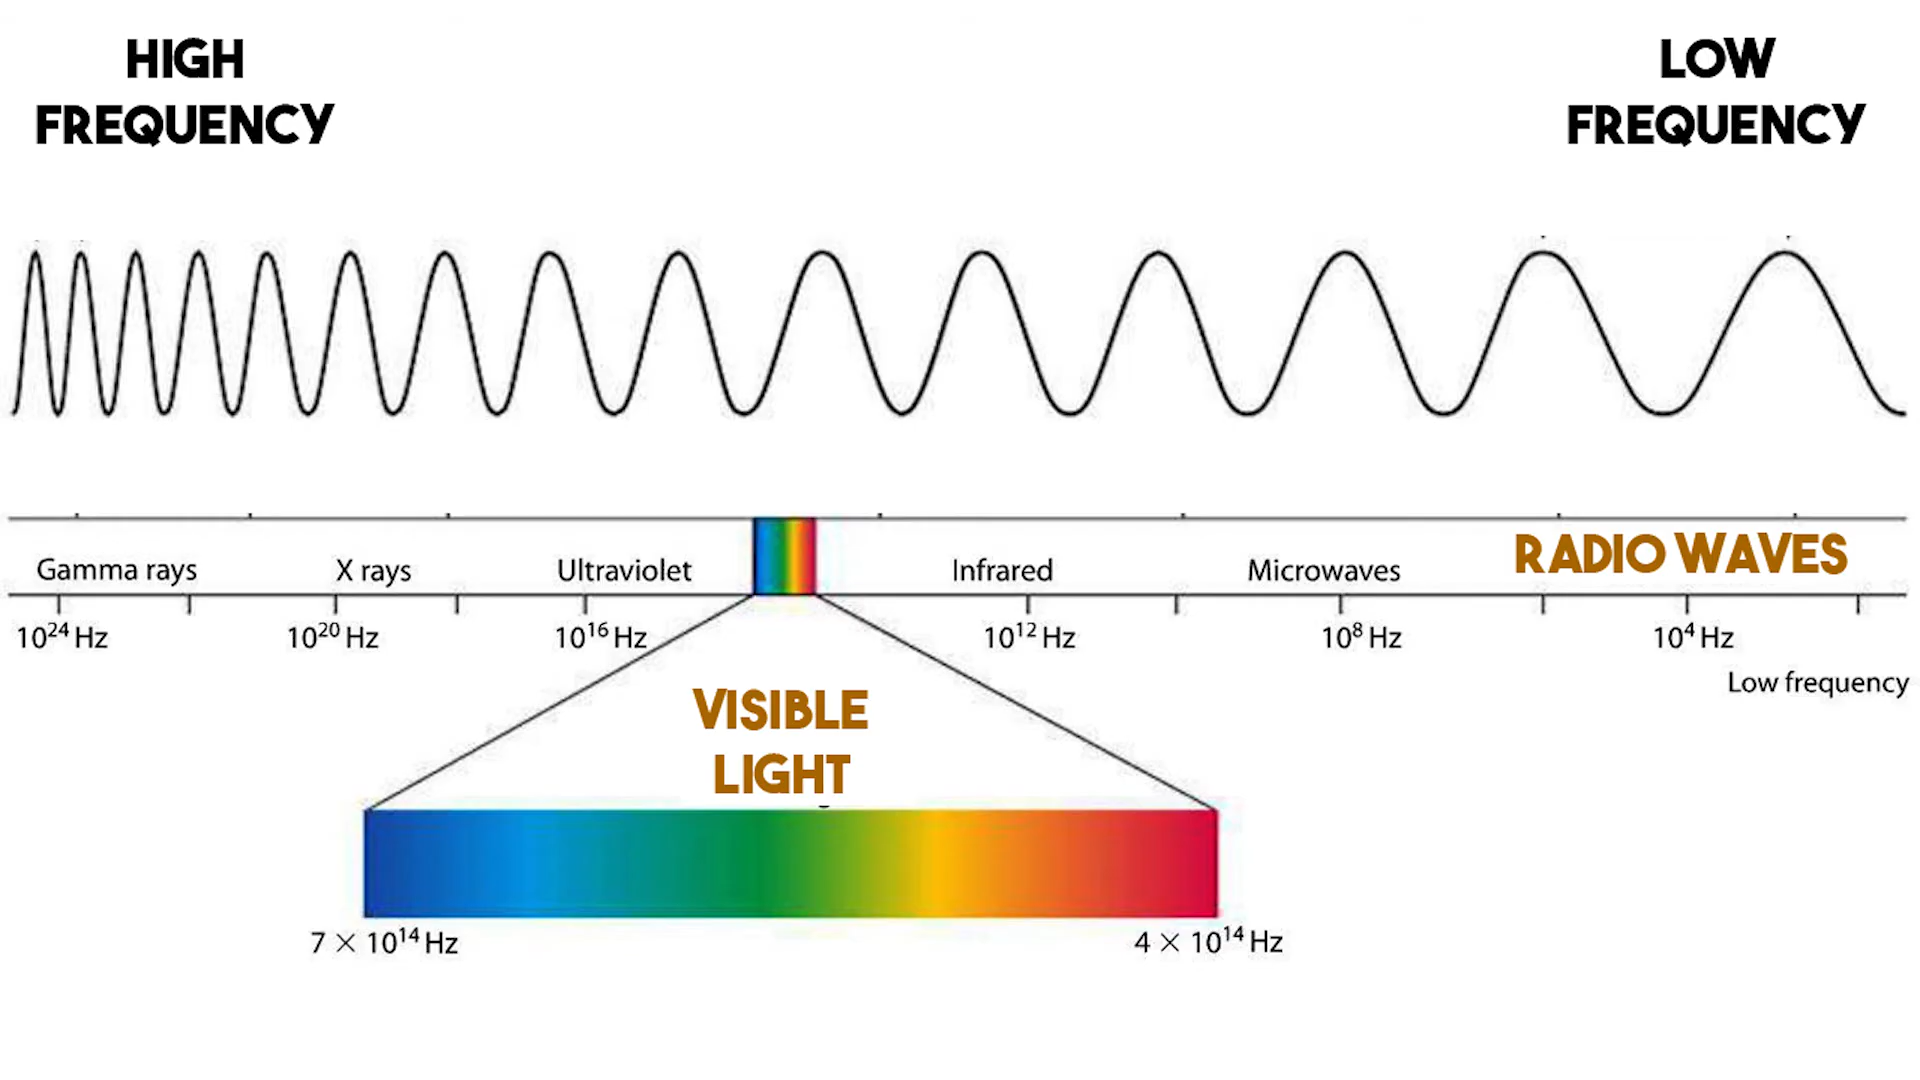 HIGH
FREQUENCY
LOW
FREQUENCY
Gamma rays
X rays
Ultraviolet
Infrared
Microwaves
RADIO WAVES
10²⁴ Hz
10²⁰ Hz
10¹⁶ Hz
10¹² Hz
10⁸ Hz
10⁴ Hz
Low frequency
VISIBLE
LIGHT
7 × 10¹⁴ Hz
4 × 10¹⁴ Hz